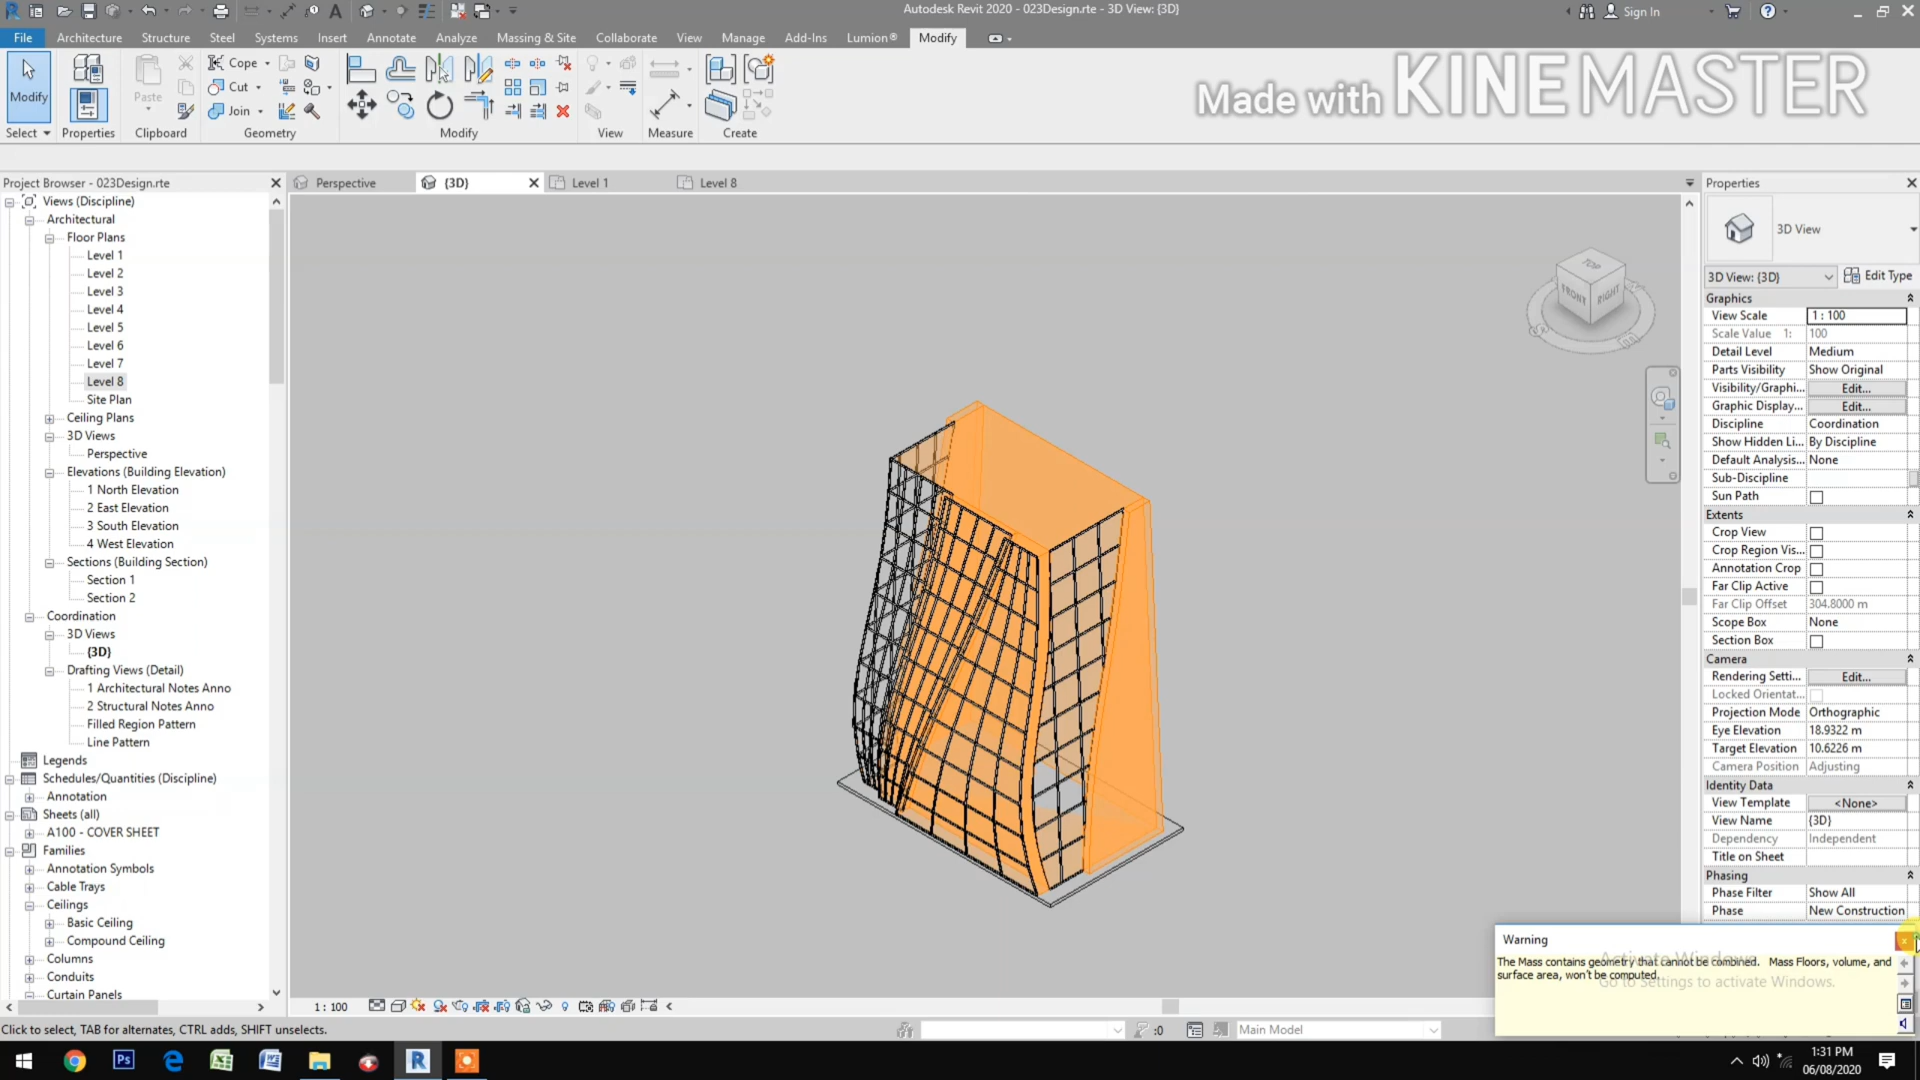 Autodesk Revit 2020 - 023Design.rte - 3D View: {3D}
Sign In
File Architecture Structure Steel Systems Insert Annotate Analyze Massing & Site Collaborate View Manage Add-Ins Lumion® Modify
Made with KINEMASTER
Modify
Paste
Cope
Cut
Join
Select Properties Clipboard Geometry Modify View Measure Create
Project Browser - 023Design.rte
Perspective {3D} Level 1 Level 8
Properties
Views (Discipline)
Architectural
Floor Plans
Level 1
Level 2
Level 3
Level 4
Level 5
Level 6
Level 7
Level 8
Site Plan
Ceiling Plans
3D Views
Perspective
Elevations (Building Elevation)
1 North Elevation
2 East Elevation
3 South Elevation
4 West Elevation
Sections (Building Section)
Section 1
Section 2
Coordination
3D Views
{3D}
Drafting Views (Detail)
1 Architectural Notes Anno
2 Structural Notes Anno
Filled Region Pattern
Line Pattern
Legends
Schedules/Quantities (Discipline)
Annotation
Sheets (all)
A100 - COVER SHEET
Families
Annotation Symbols
Cable Trays
Ceilings
Basic Ceiling
Compound Ceiling
Columns
Conduits
Curtain Panels
TOP
FRONT RIGHT
3D View
3D View: {3D} Edit Type
Graphics
View Scale 1 : 100
Scale Value 1: 100
Detail Level Medium
Parts Visibility Show Original
Visibility/Graphi... Edit...
Graphic Display... Edit...
Discipline Coordination
Show Hidden Li... By Discipline
Default Analysis... None
Sub-Discipline
Sun Path
Extents
Crop View
Crop Region Vis...
Annotation Crop
Far Clip Active
Far Clip Offset 304.8000 m
Scope Box None
Section Box
Camera
Rendering Setti... Edit...
Locked Orientat...
Projection Mode Orthographic
Eye Elevation 18.9322 m
Target Elevation 10.6226 m
Camera Position Adjusting
Identity Data
View Template <None>
View Name {3D}
Dependency Independent
Title on Sheet
Phasing
Phase Filter Show All
Phase New Construction
Warning
Activate Windows
The Mass contains geometry that cannot be combined. Mass Floors, volume, and
surface area, won't be computed.
Go to Settings to activate Windows.
1 : 100
Click to select, TAB for alternates, CTRL adds, SHIFT unselects.
:0
Main Model
1:31 PM
06/08/2020